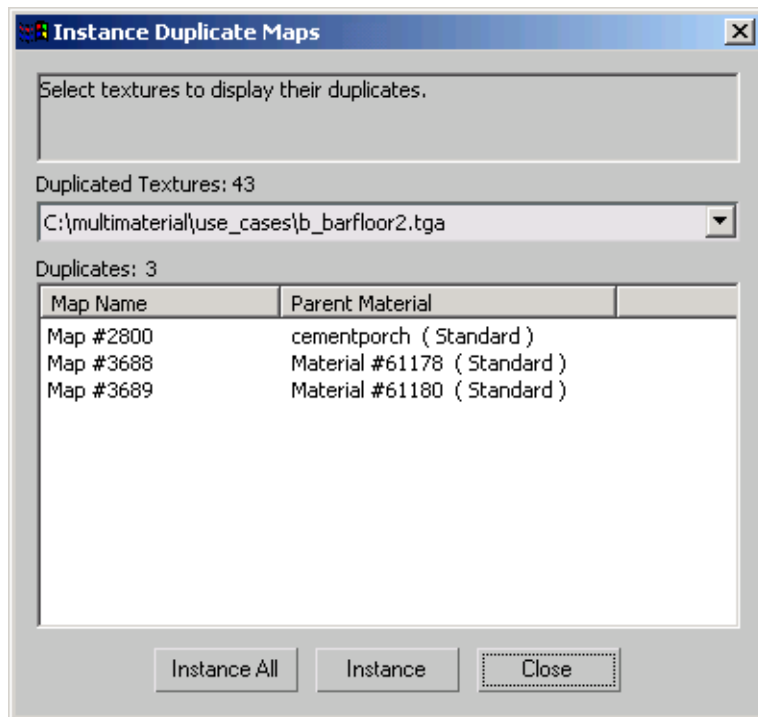 Instance Duplicate Maps
Select textures to display their duplicates.
Duplicated Textures: 43
C:\multimaterial\use_cases\b_barfloor2.tga
Duplicates: 3
Map Name Parent Material
Map #2800 cementporch ( Standard )
Map #3688 Material #61178 ( Standard )
Map #3689 Material #61180 ( Standard )
Instance All Instance Close